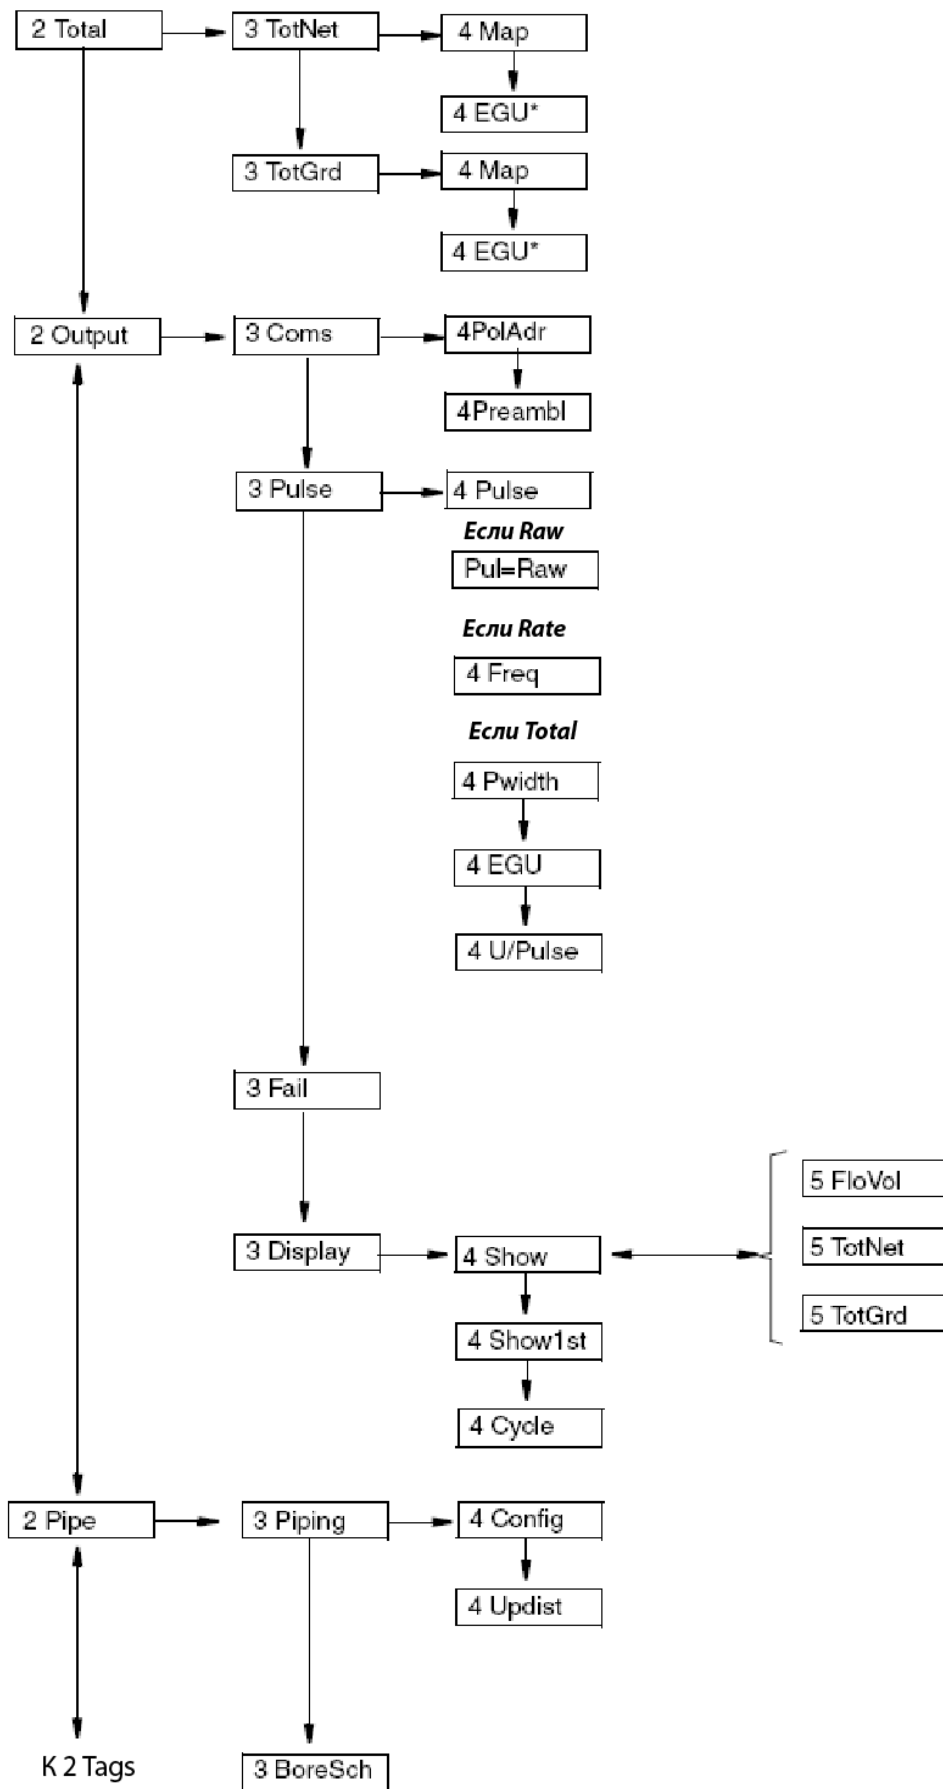 2 Total
3 TotNet
4 Map
4 EGU*
3 TotGrd
4 Map
4 EGU*
2 Output
3 Coms
4PolAdr
4Preambl
3 Pulse
4 Pulse
Если Raw
Pul=Raw
Если Rate
4 Freq
Если Total
4 Pwidth
4 EGU
4 U/Pulse
3 Fail
3 Display
4 Show
5 FloVol
5 TotNet
5 TotGrd
4 Show1st
4 Cycle
2 Pipe
3 Piping
4 Config
4 Updist
К 2 Tags
3 BoreSch